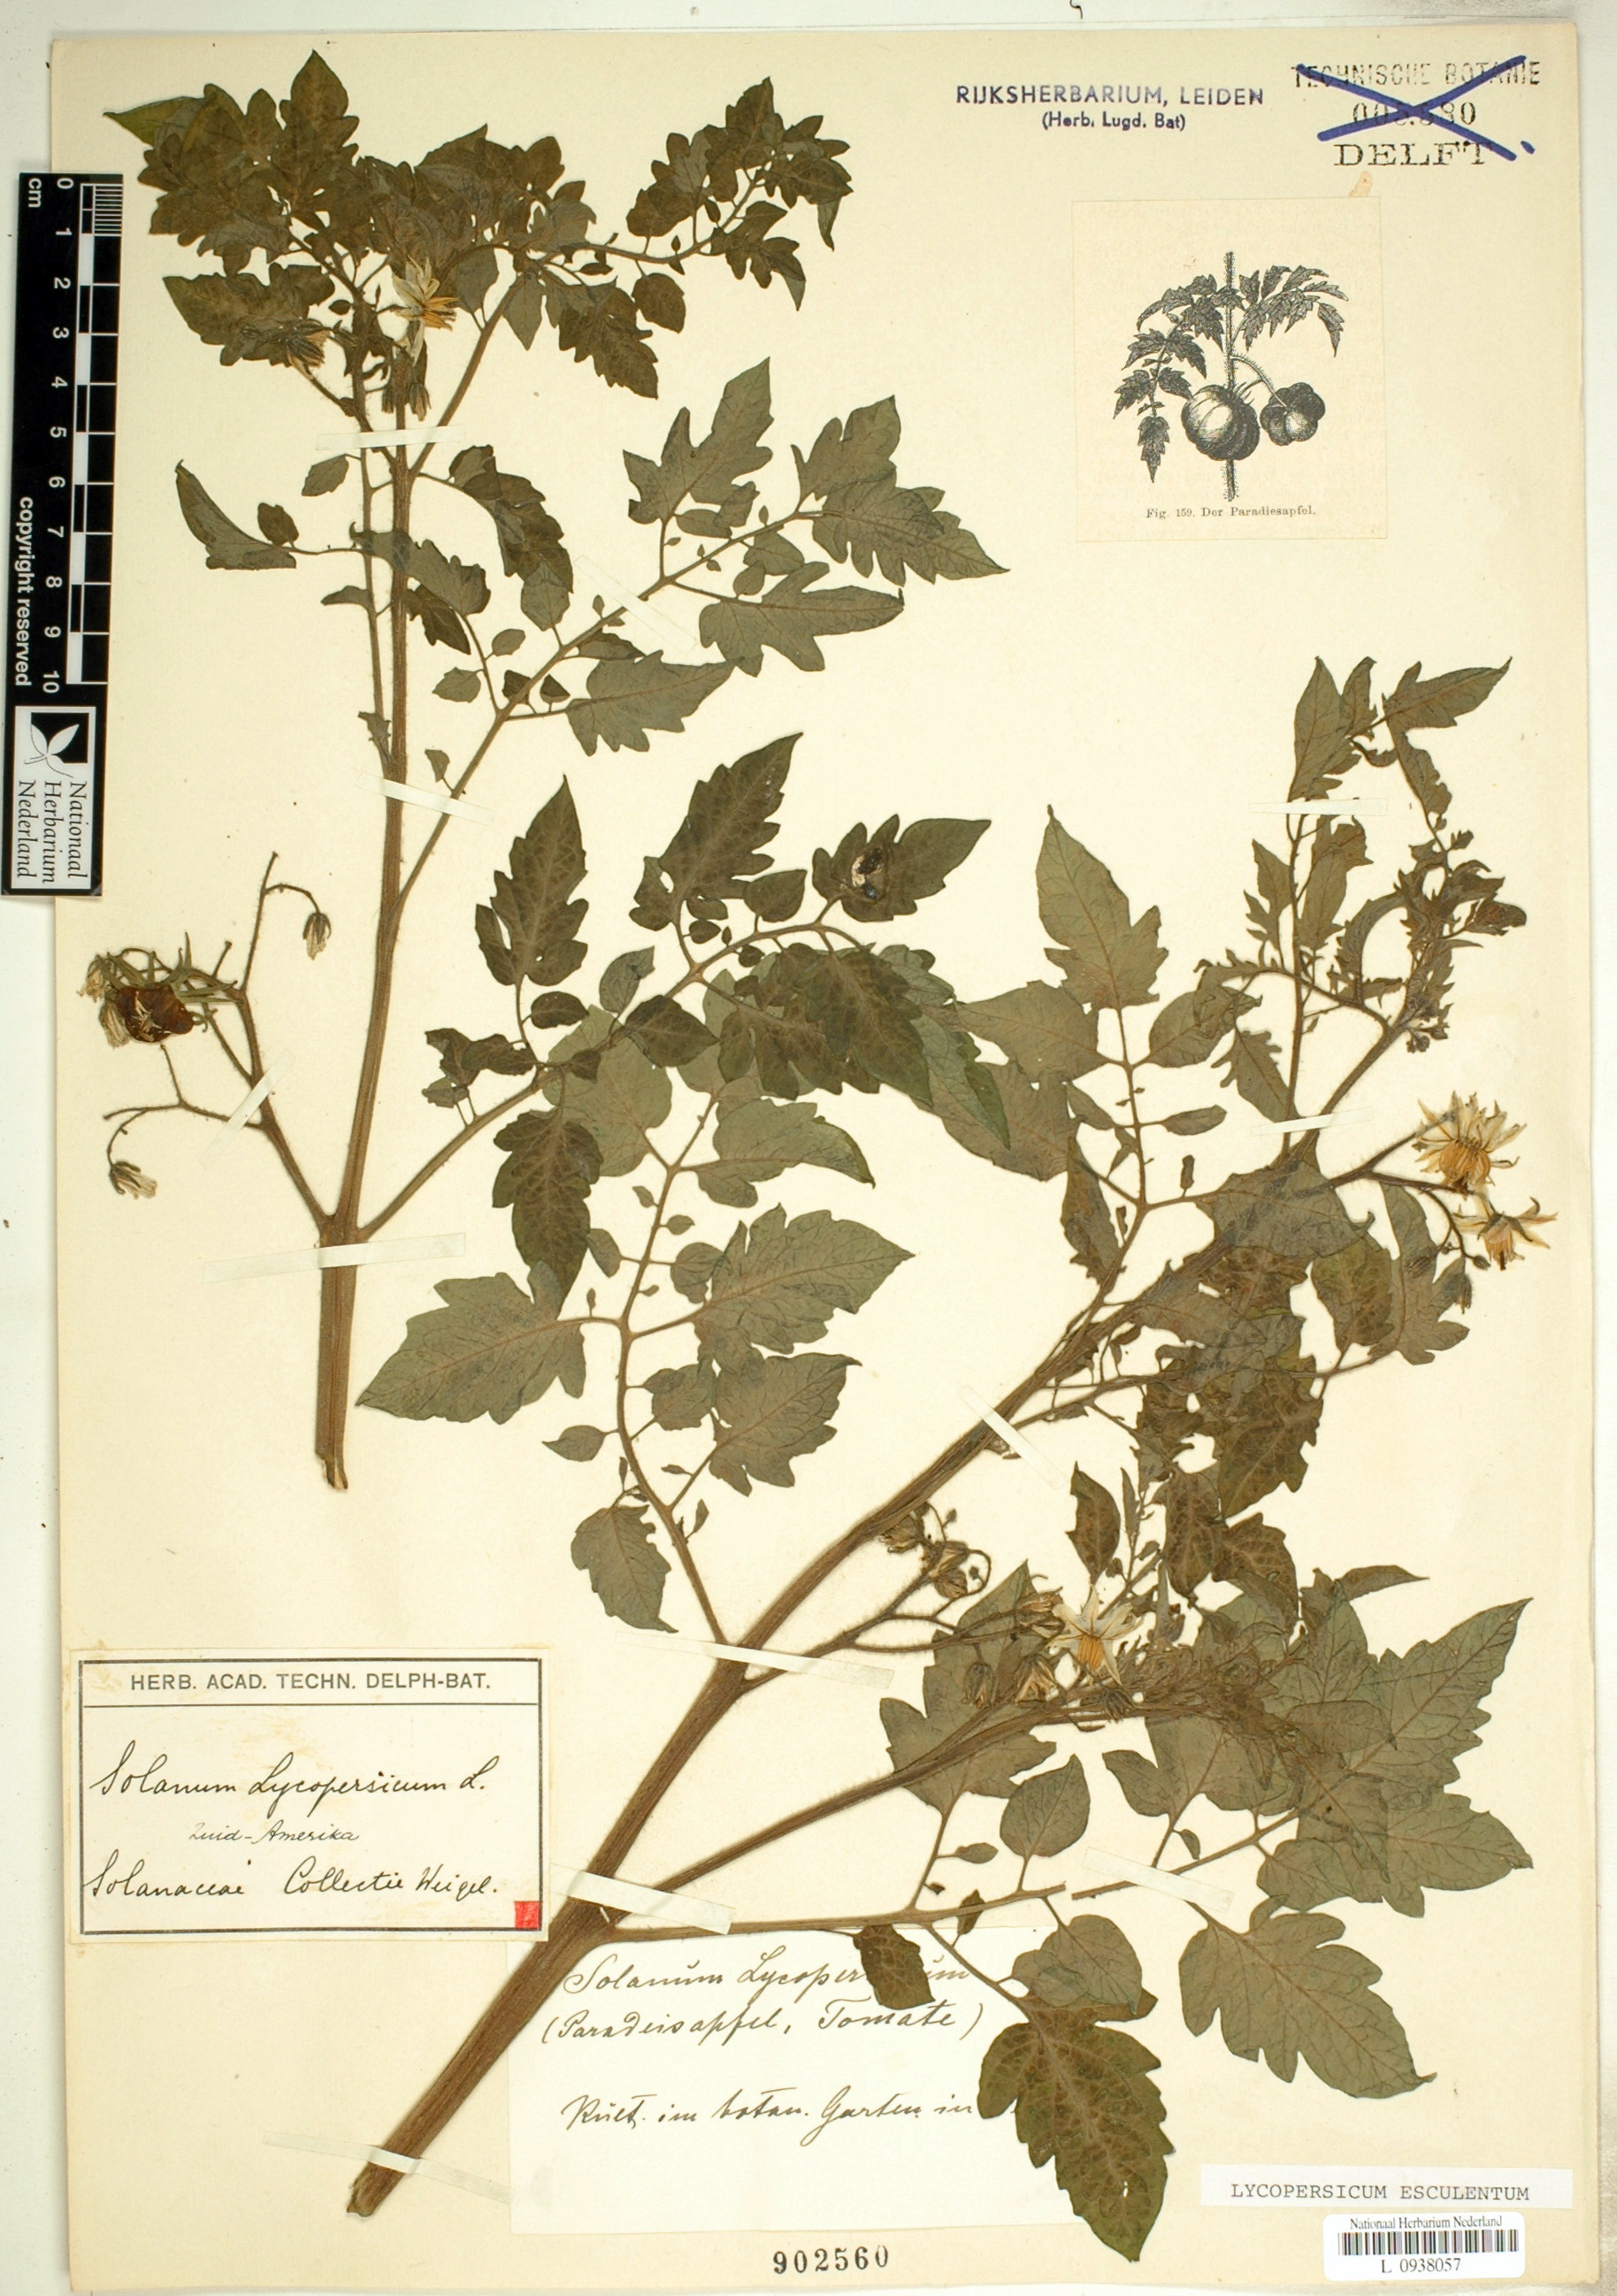 RIJKSHERBARIUM, LEIDEN
(Herb. Lugd. Bat)
TECHNISCHE BOTANIE
DELFT
Fig. 159. Der Paradiesapfel.
cm 0 1 2 3 4 5 6 7 8 9 10
copyright reserved
Nationaal
Herbarium
Nederland
HERB. ACAD. TECHN. DELPH-BAT.
Solanum Lycopersicum L.
Zuid-Amerika
Solanaceae Collectie Weigel.
Solanum
(Paradeisapfel, Tomate)
im botan. Garten in
LYCOPERSICUM ESCULENTUM
Nationaal Herbarium Nederland
L 0938057
902560